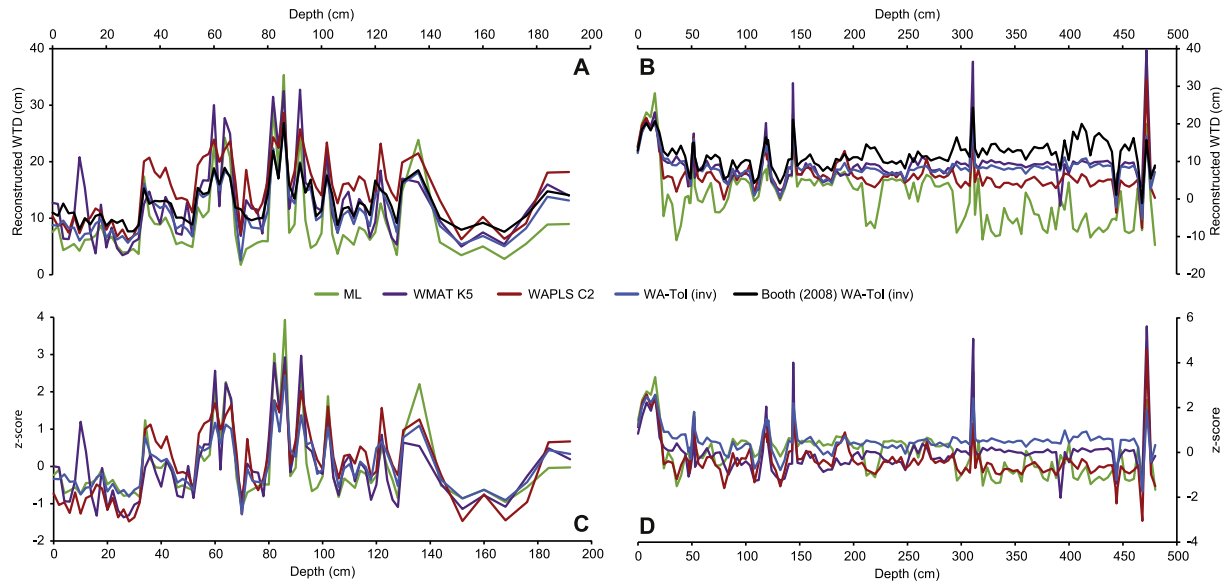 Depth (cm)
0 20 40 60 80 100 120 140 160 180 200
40
30
20
10
0
Reconstructed WTD (cm)
A
Depth (cm)
0 50 100 150 200 250 300 350 400 450 500
B
40
30
20
10
0
-10
-20
Reconstructed WTD (cm)
ML WMAT K5 WAPLS C2 WA-Tol (inv) Booth (2008) WA-Tol (inv)
4
3
2
1
0
-1
-2
z-score
C
0 20 40 60 80 100 120 140 160 180 200
Depth (cm)
6
4
2
0
-2
-4
z-score
D
0 50 100 150 200 250 300 350 400 450 500
Depth (cm)